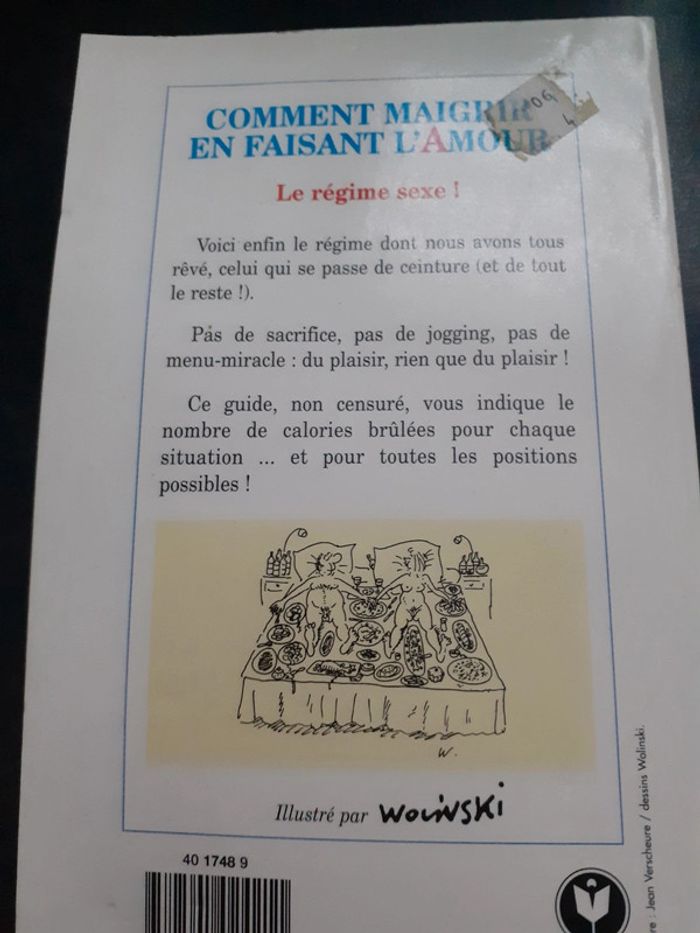 COMMENT MAIGRIR
EN FAISANT L'AMOUR
Le régime sexe !
Voici enfin le régime dont nous avons tous
rêvé, celui qui se passe de ceinture (et de tout
le reste !).
Pas de sacrifice, pas de jogging, pas de
menu-miracle : du plaisir, rien que du plaisir !
Ce guide, non censuré, vous indique le
nombre de calories brûlées pour chaque
situation ... et pour toutes les positions
possibles !
W.
Illustré par WOLINSKI
40 1748 9
re : Jean Verscheure / dessins Wolinski.